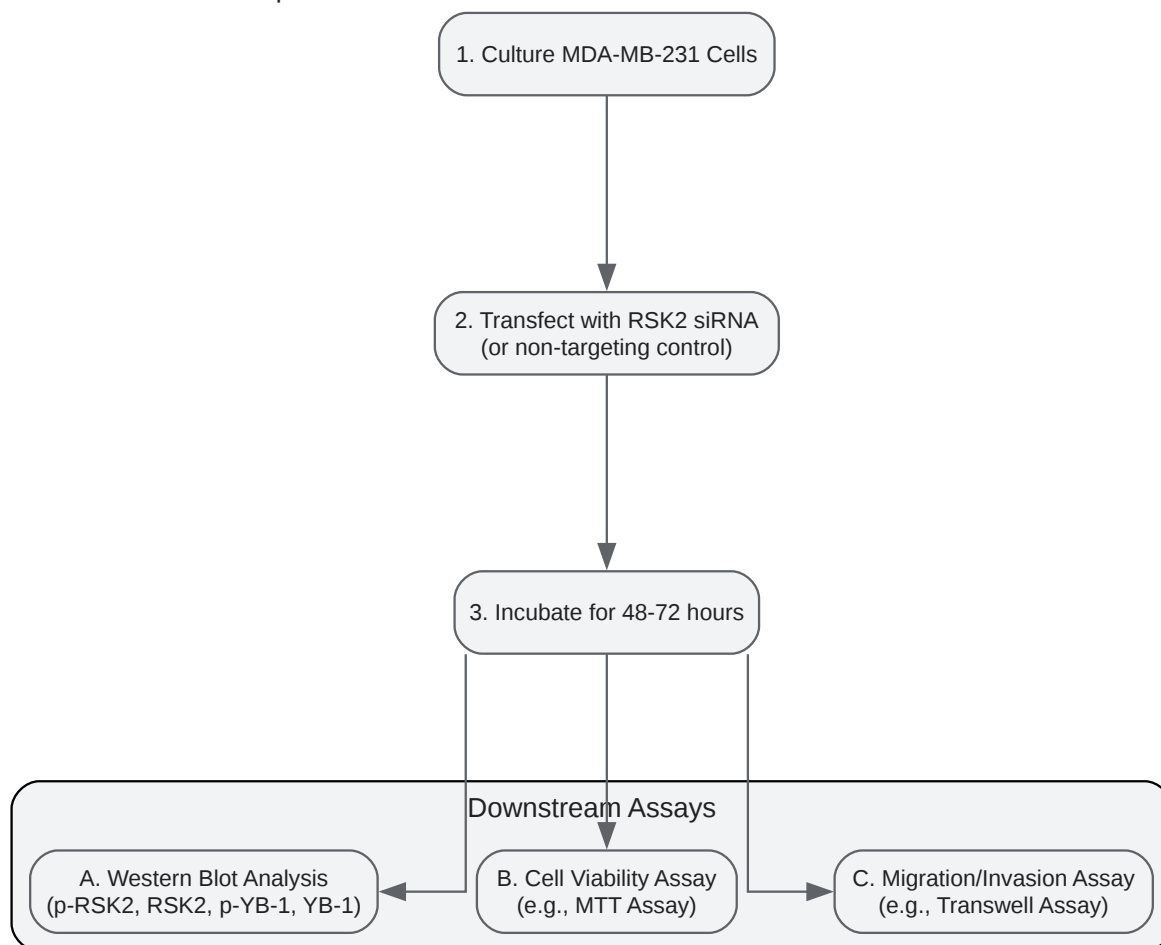 1. Culture MDA-MB-231 Cells
2. Transfect with RSK2 siRNA
(or non-targeting control)
3. Incubate for 48-72 hours
Downstream Assays
A. Western Blot Analysis
(p-RSK2, RSK2, p-YB-1, YB-1)
B. Cell Viability Assay
(e.g., MTT Assay)
C. Migration/Invasion Assay
(e.g., Transwell Assay)